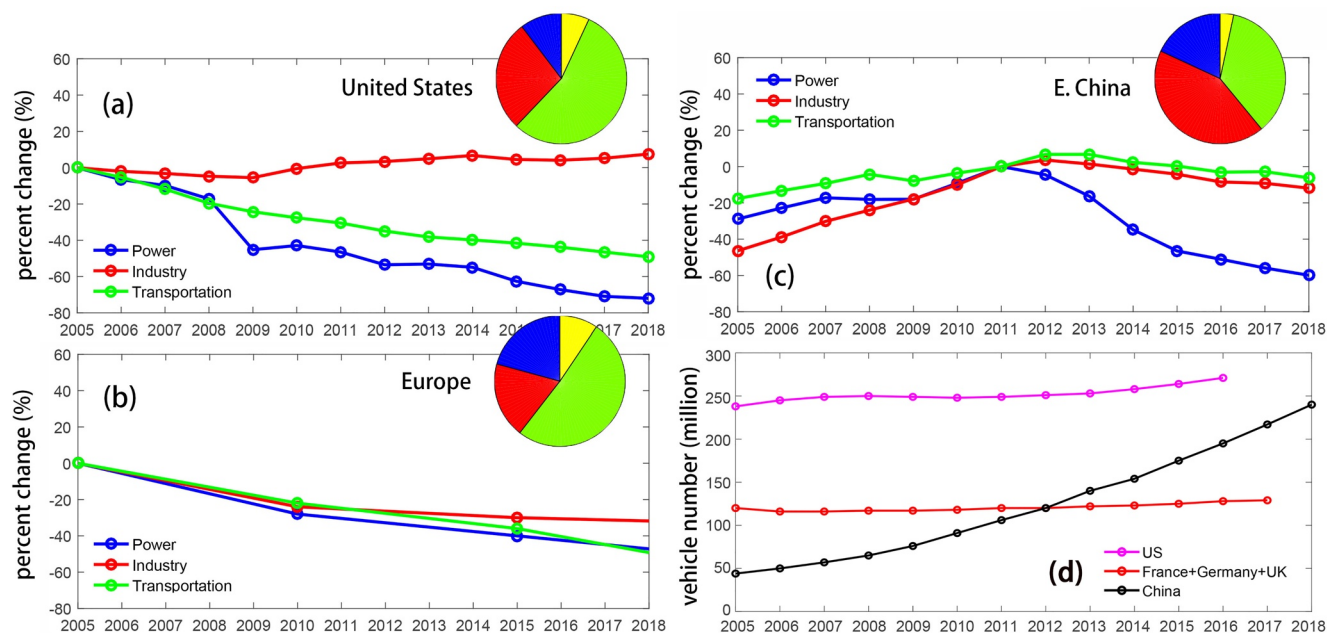 (a)
United States
percent change (%)
60
40
20
0
-20
-40
-60
-80
Power
Industry
Transportation
2005 2006 2007 2008 2009 2010 2011 2012 2013 2014 2015 2016 2017 2018
(b)
Europe
percent change (%)
60
40
20
0
-20
-40
-60
-80
Power
Industry
Transportation
2005 2006 2007 2008 2009 2010 2011 2012 2013 2014 2015 2016 2017 2018
E. China
percent change (%)
60
40
20
0
-20
-40
-60
-80
Power
Industry
Transportation
(c)
2005 2006 2007 2008 2009 2010 2011 2012 2013 2014 2015 2016 2017 2018
vehicle number (million)
300
250
200
150
100
50
0
(d)
US
France+Germany+UK
China
2005 2006 2007 2008 2009 2010 2011 2012 2013 2014 2015 2016 2017 2018